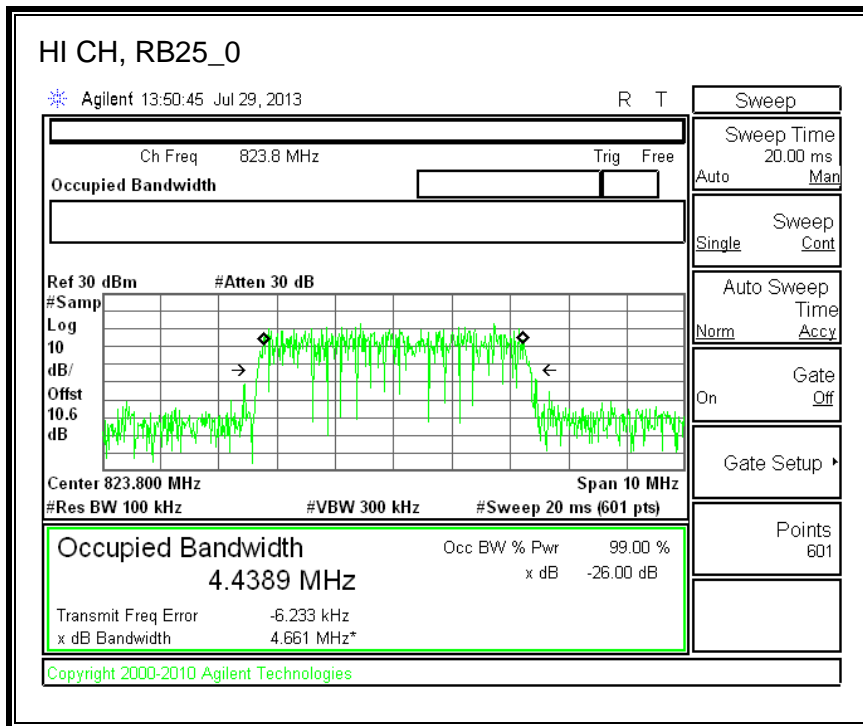 HI CH, RB25_0
Agilent 13:50:45 Jul 29, 2013 R T
Ch Freq 823.8 MHz Trig Free
Occupied Bandwidth
Ref 30 dBm #Atten 30 dB
#Samp
Log
10
dB/
Offst
10.6
dB
Center 823.800 MHz Span 10 MHz
#Res BW 100 kHz #VBW 300 kHz #Sweep 20 ms (601 pts)
Occupied Bandwidth Occ BW % Pwr 99.00 %
4.4389 MHz x dB -26.00 dB
Transmit Freq Error -6.233 kHz
x dB Bandwidth 4.661 MHz*
Copyright 2000-2010 Agilent Technologies
Sweep
Sweep Time
20.00 ms
Auto Man
Sweep
Single Cont
Auto Sweep
Time
Norm Accy
Gate
On Off
Gate Setup
Points
601